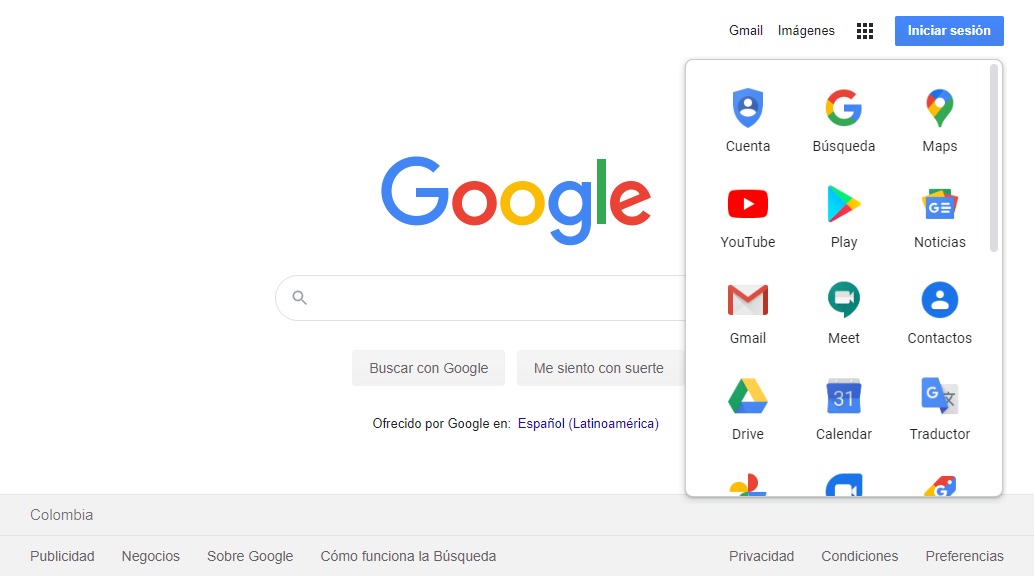 Gmail Imágenes Iniciar sesión
Cuenta Búsqueda Maps
Google
YouTube Play Noticias
GE
Gmail Meet Contactos
Buscar con Google Me siento con suerte
31 G 文
Ofrecido por Google en: Español (Latinoamérica)
Drive Calendar Traductor
G
Colombia
Publicidad Negocios Sobre Google Cómo funciona la Búsqueda Privacidad Condiciones Preferencias